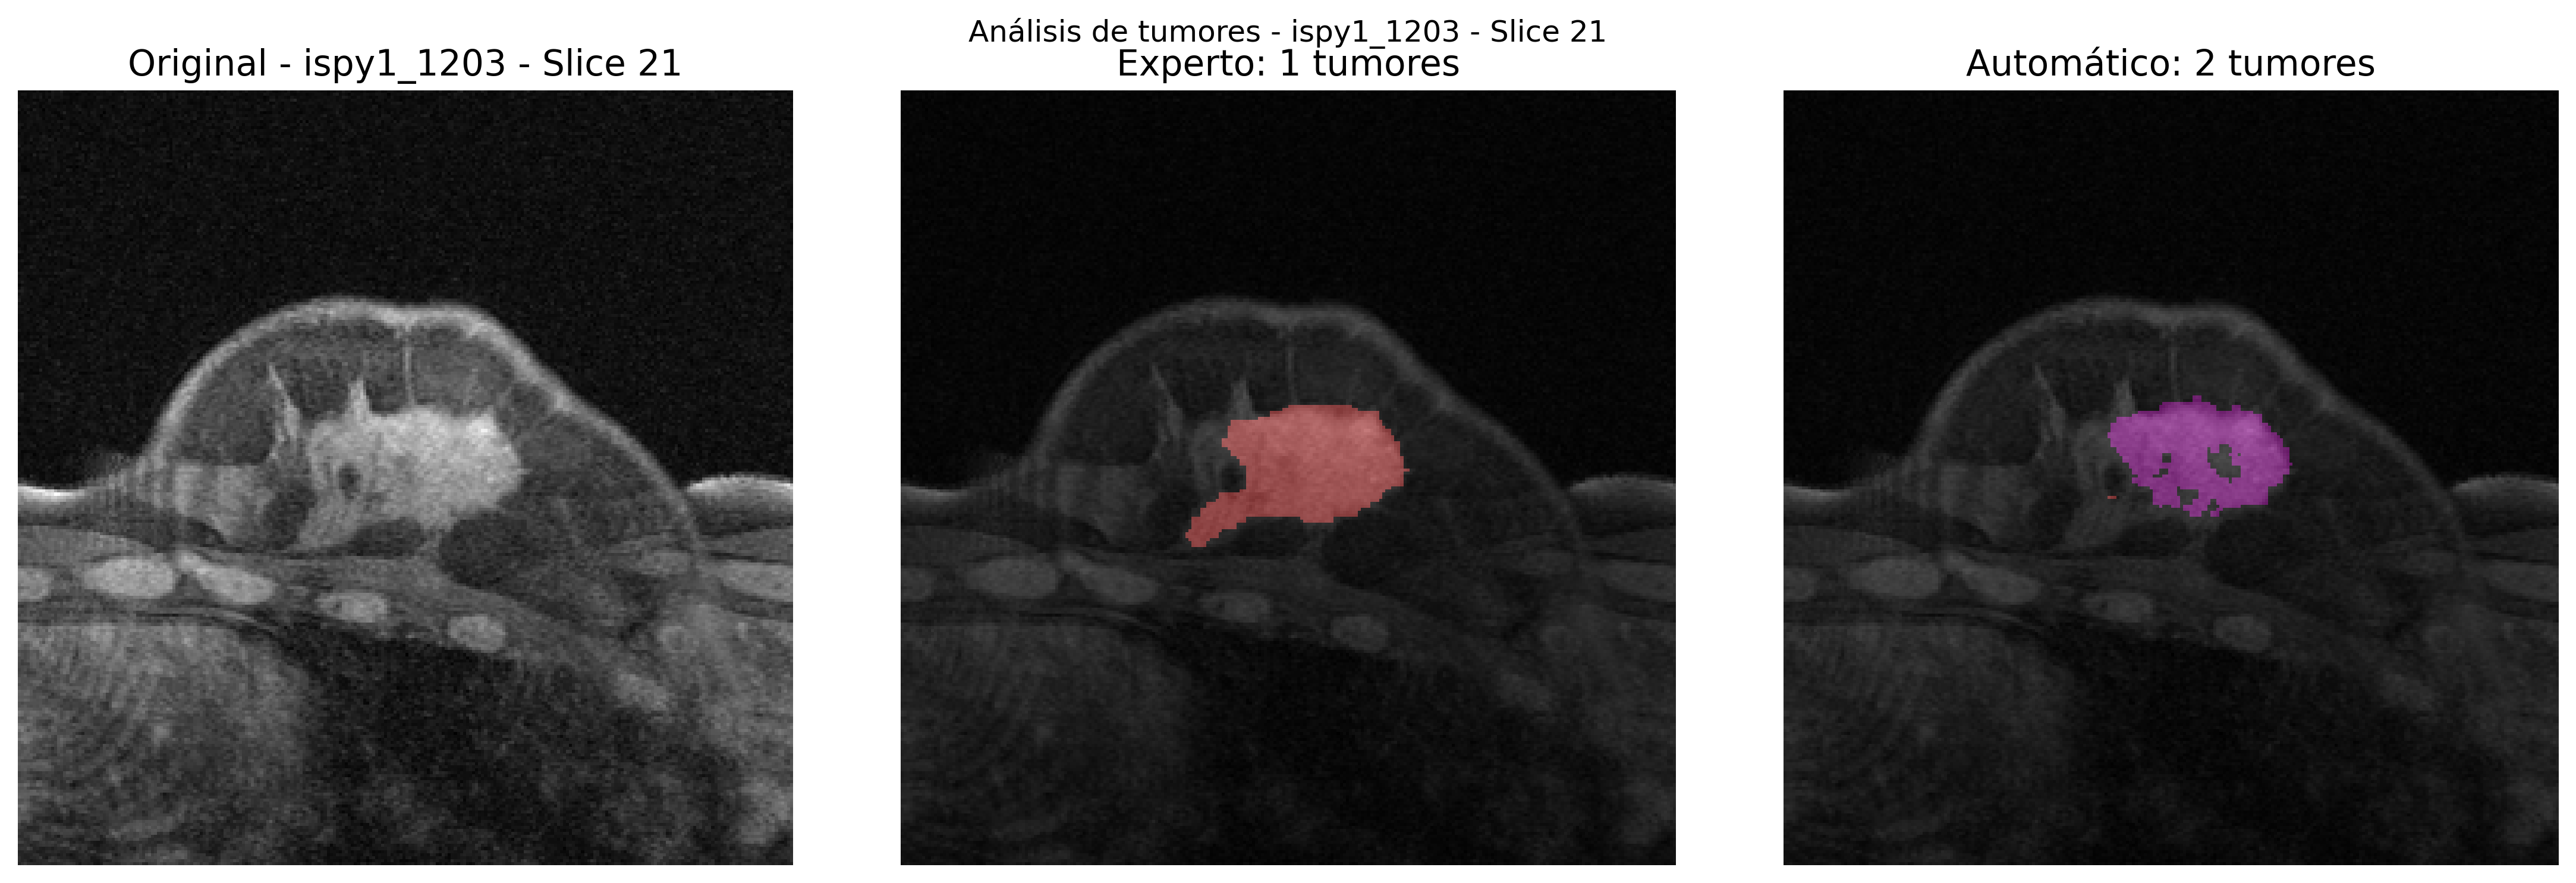 Análisis de tumores - ispy1_1203 - Slice 21
Original - ispy1_1203 - Slice 21
Experto: 1 tumores
Automático: 2 tumores